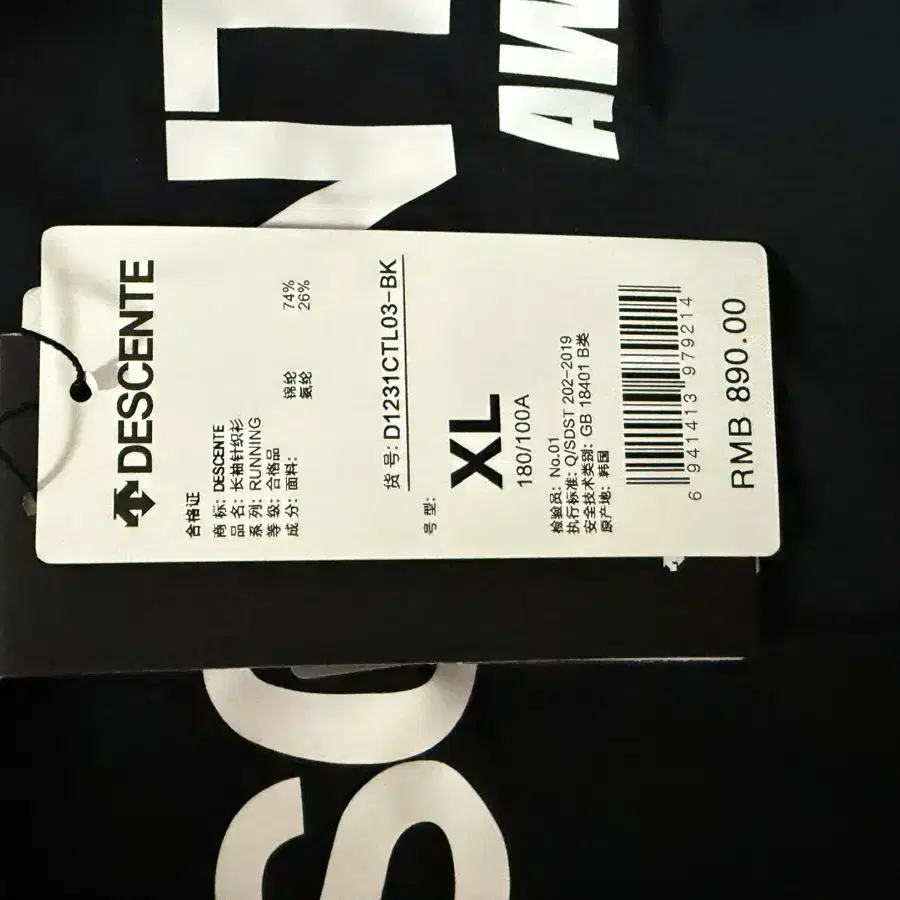 AW
DESCENTE
合格证
商 标: DESCENTE
品名: 长袖针织衫
系 列: RUNNING
等 级: 合格品
成 分: 面料:
锦纶 74%
氨纶 26%
货 号: D1231CTL03-BK
号 型:
XL
180/100A
检验员: No.01
执行标准: Q/SDST 202-2019
安全技术类别: GB 18401 B类
原产地: 韩国
6 941413 979214
RMB 890.00